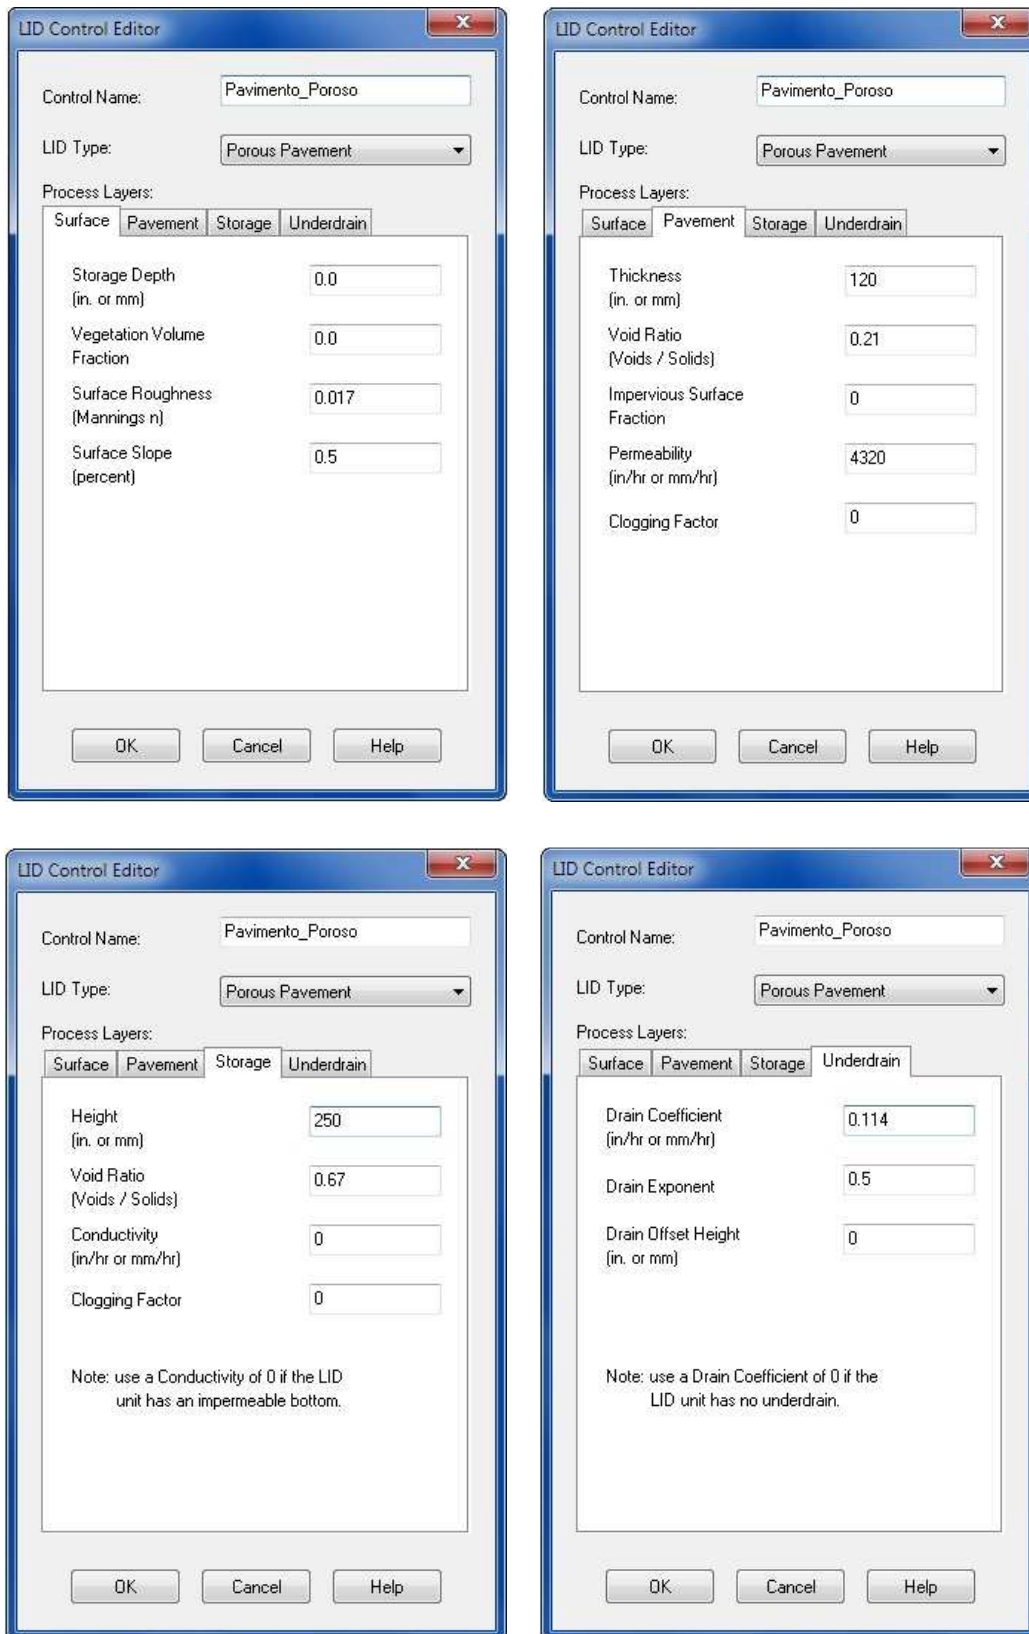 LID Control Editor
Control Name:
Pavimento_Poroso
LID Type:
Porous Pavement
Process Layers:
Surface Pavement Storage Underdrain
Storage Depth
(in. or mm)
0.0
Vegetation Volume
Fraction
0.0
Surface Roughness
(Mannings n)
0.017
Surface Slope
(percent)
0.5
OK Cancel Help
LID Control Editor
Control Name:
Pavimento_Poroso
LID Type:
Porous Pavement
Process Layers:
Surface Pavement Storage Underdrain
Thickness
(in. or mm)
120
Void Ratio
(Voids / Solids)
0.21
Impervious Surface
Fraction
0
Permeability
(in/hr or mm/hr)
4320
Clogging Factor
0
OK Cancel Help
LID Control Editor
Control Name:
Pavimento_Poroso
LID Type:
Porous Pavement
Process Layers:
Surface Pavement Storage Underdrain
Height
(in. or mm)
250
Void Ratio
(Voids / Solids)
0.67
Conductivity
(in/hr or mm/hr)
0
Clogging Factor
0
Note: use a Conductivity of 0 if the LID
unit has an impermeable bottom.
OK Cancel Help
LID Control Editor
Control Name:
Pavimento_Poroso
LID Type:
Porous Pavement
Process Layers:
Surface Pavement Storage Underdrain
Drain Coefficient
(in/hr or mm/hr)
0.114
Drain Exponent
0.5
Drain Offset Height
(in. or mm)
0
Note: use a Drain Coefficient of 0 if the
LID unit has no underdrain.
OK Cancel Help